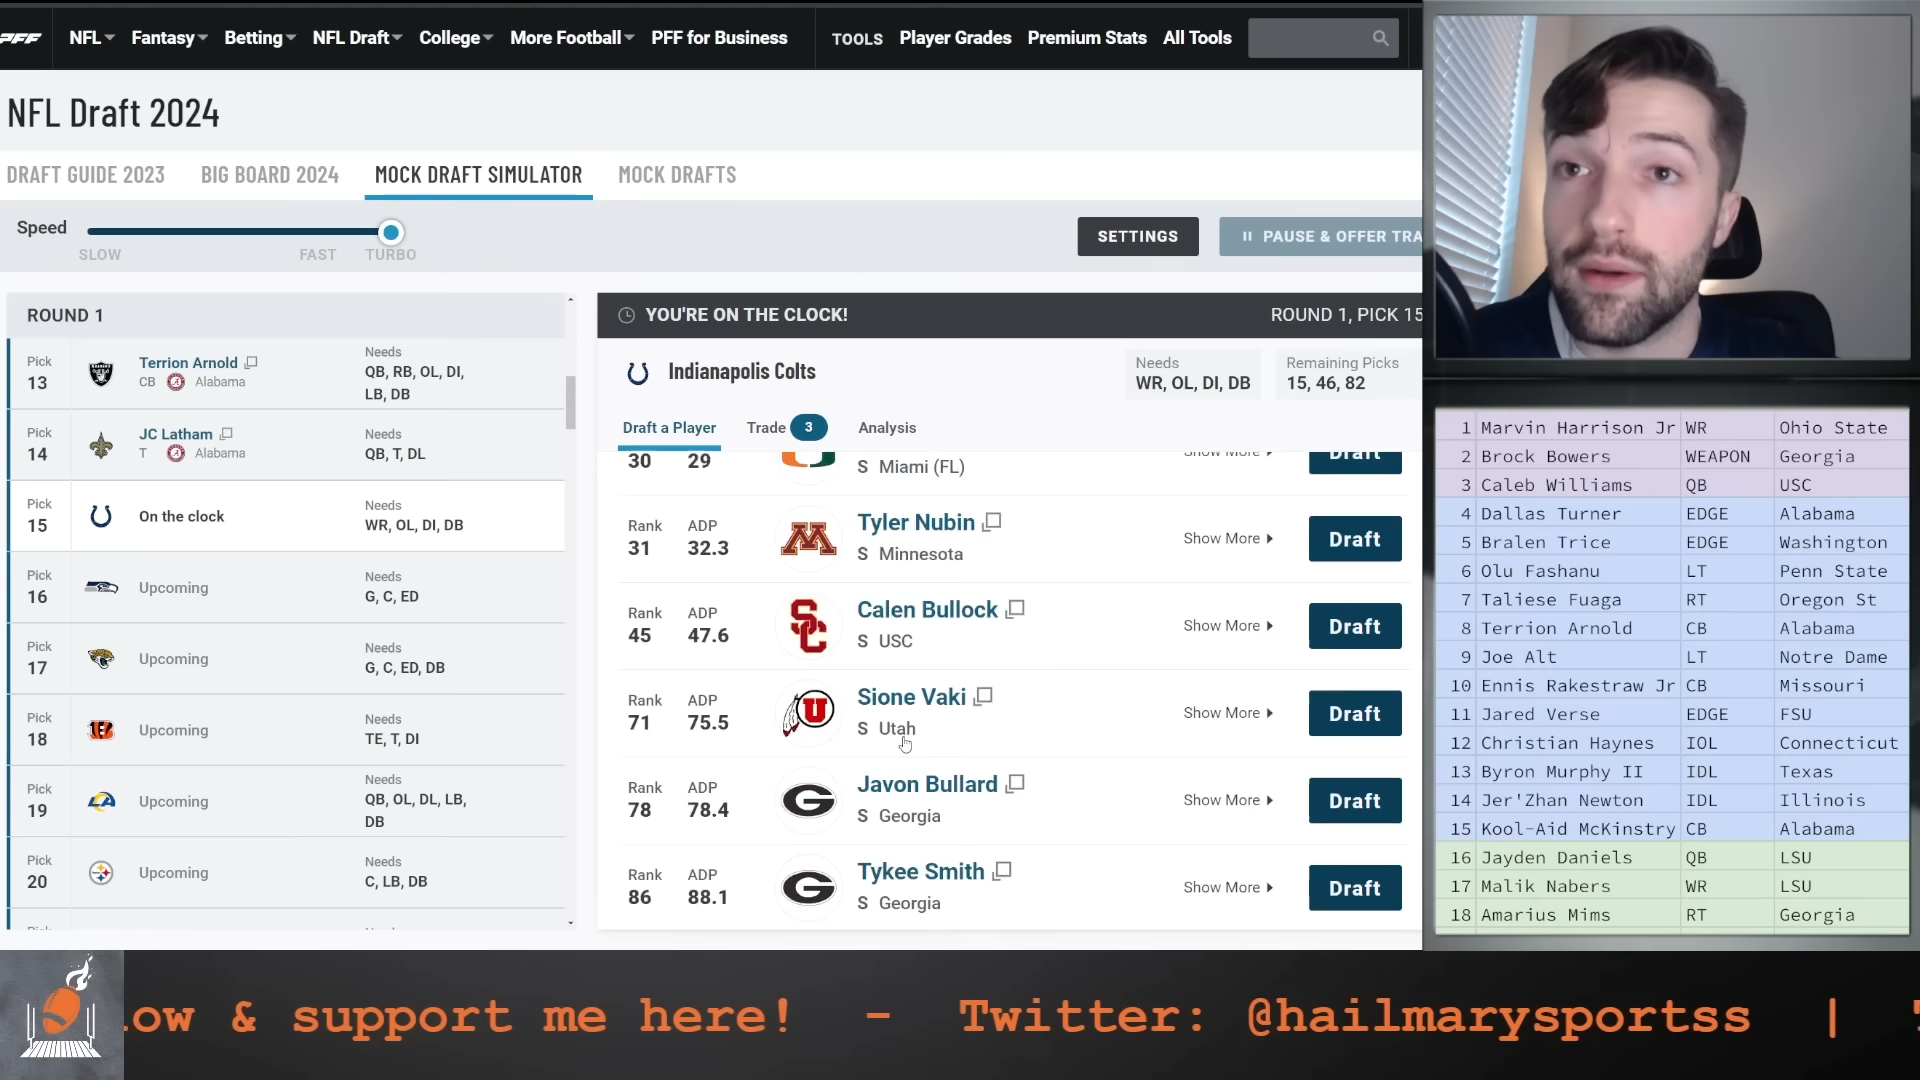 PFF NFL Fantasy Betting NFL Draft College More Football PFF for Business TOOLS Player Grades Premium Stats All Tools
NFL Draft 2024
DRAFT GUIDE 2023 BIG BOARD 2024 MOCK DRAFT SIMULATOR MOCK DRAFTS
Speed
SLOW FAST TURBO
SETTINGS
PAUSE & OFFER TRA
ROUND 1
Pick 13
Terrion Arnold
CB Alabama
Needs
QB, RB, OL, DI,
LB, DB
Pick 14
JC Latham
T Alabama
Needs
QB, T, DL
Pick 15
On the clock
Needs
WR, OL, DI, DB
Pick 16
Upcoming
Needs
G, C, ED
Pick 17
Upcoming
Needs
G, C, ED, DB
Pick 18
Upcoming
Needs
TE, T, DI
Pick 19
Upcoming
Needs
QB, OL, DL, LB,
DB
Pick 20
Upcoming
Needs
C, LB, DB
YOU'RE ON THE CLOCK!
ROUND 1, PICK 15
Indianapolis Colts
Needs
WR, OL, DI, DB
Remaining Picks
15, 46, 82
Draft a Player Trade 3 Analysis
30 29
S Miami (FL)
Show More
Draft
Rank 31
ADP 32.3
Tyler Nubin
S Minnesota
Show More
Draft
Rank 45
ADP 47.6
Calen Bullock
S USC
Show More
Draft
Rank 71
ADP 75.5
Sione Vaki
S Utah
Show More
Draft
Rank 78
ADP 78.4
Javon Bullard
S Georgia
Show More
Draft
Rank 86
ADP 88.1
Tykee Smith
S Georgia
Show More
Draft
1 Marvin Harrison Jr WR Ohio State
2 Brock Bowers WEAPON Georgia
3 Caleb Williams QB USC
4 Dallas Turner EDGE Alabama
5 Bralen Trice EDGE Washington
6 Olu Fashanu LT Penn State
7 Taliese Fuaga RT Oregon St
8 Terrion Arnold CB Alabama
9 Joe Alt LT Notre Dame
10 Ennis Rakestraw Jr CB Missouri
11 Jared Verse EDGE FSU
12 Christian Haynes IOL Connecticut
13 Byron Murphy II IDL Texas
14 Jer'Zhan Newton IDL Illinois
15 Kool-Aid McKinstry CB Alabama
16 Jayden Daniels QB LSU
17 Malik Nabers WR LSU
18 Amarius Mims RT Georgia
low & support me here! - Twitter: @hailmarysportss |